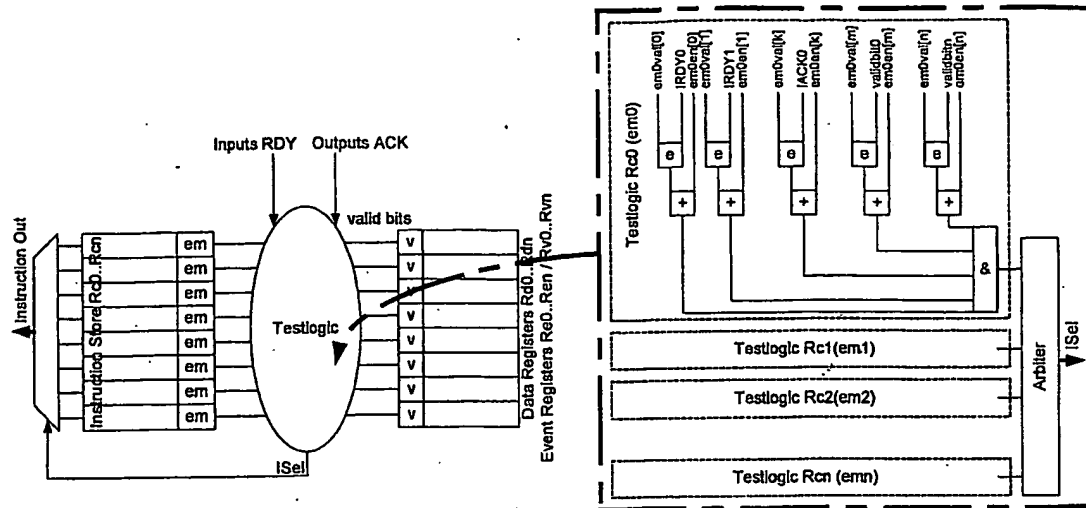 Inputs RDY
Outputs ACK
valid bits
Instruction Out
Instruction Store Rc0..Rcn
em
em
em
em
em
em
em
em
Testlogic
v
v
v
v
v
v
v
v
Data Registers Rd0..Rdn
Event Registers Re0..Ren / Rv0..Rvn
ISel
Testlogic Rc0 (em0)
em0val[0]
IRDY0
em0en[0]
em0val[1]
IRDY1
em0en[1]
em0val[k]
IACK0
em0en[k]
em0val[m]
validbit0
em0en[m]
em0val[n]
validbitn
em0en[n]
e
e
e
e
e
+
+
+
+
+
&
Testlogic Rc1(em1)
Testlogic Rc2(em2)
Testlogic Rcn (emn)
Arbiter
ISel